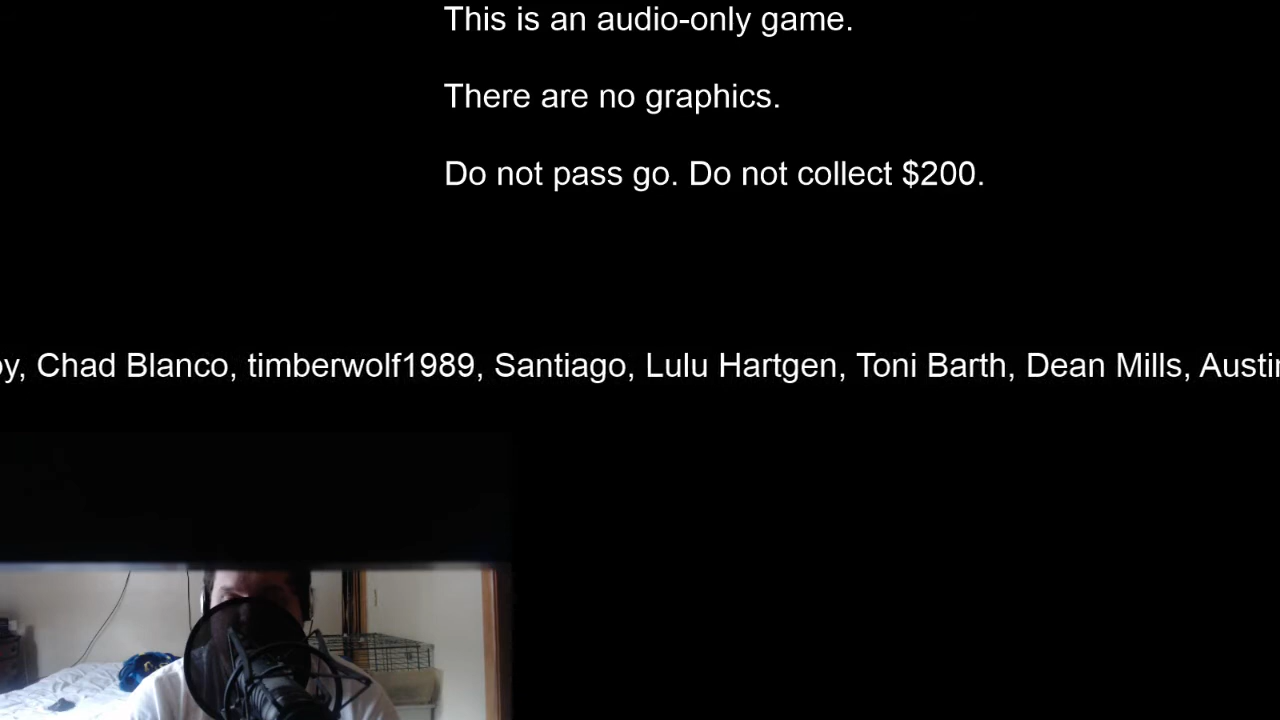 This is an audio-only game.
There are no graphics.
Do not pass go. Do not collect $200.
Chad Blanco, timberwolf1989, Santiago, Lulu Hartgen, Toni Barth, Dean Mills,